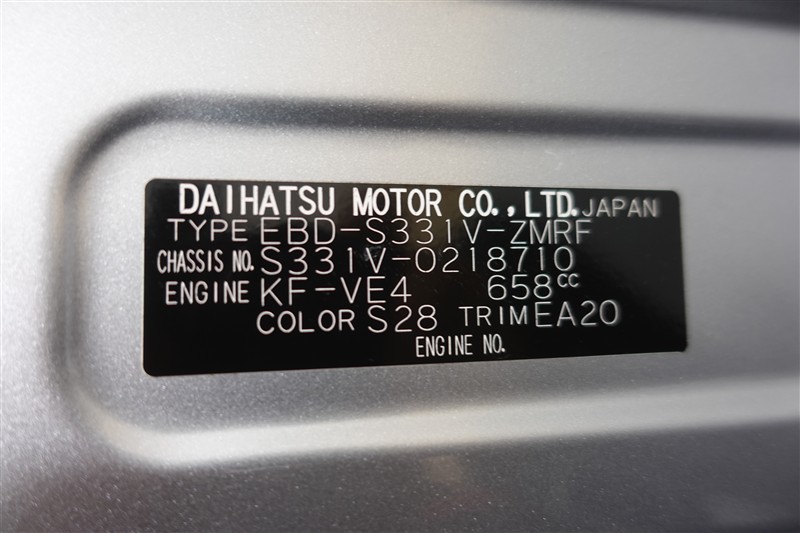 DAIHATSU MOTOR CO., LTD. JAPAN
TYPE EBD-S331V-ZMRF
CHASSIS NO. S331V-0218710
ENGINE KF-VE4 658cc
COLOR S28 TRIM EA20
ENGINE NO.